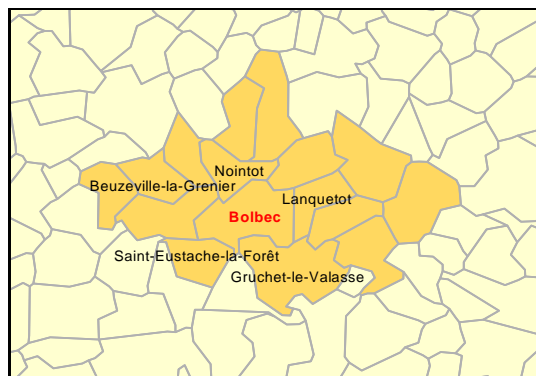 Nointot
Beuzeville-la-Grenier
Lanquetot
Bolbec
Saint-Eustache-la-Forêt
Gruchet-le-Valasse